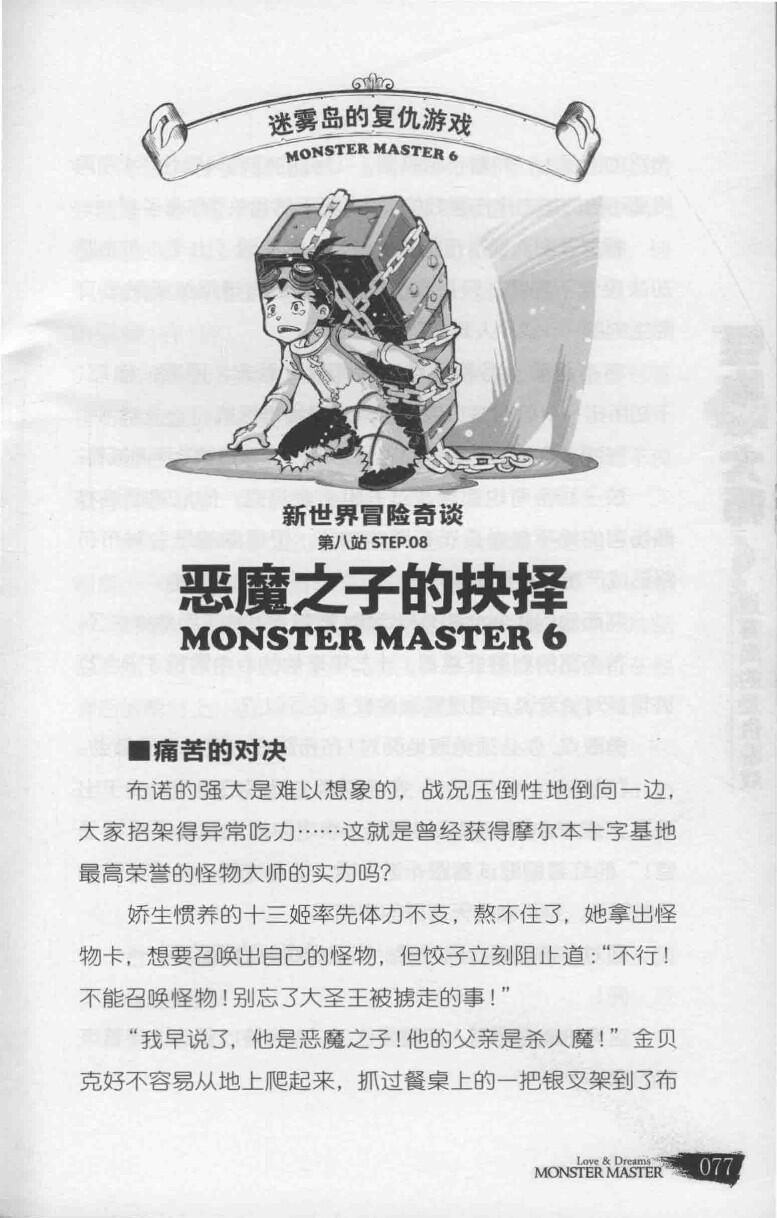 迷雾岛的复仇游戏
MONSTER MASTER 6
新世界冒险奇谈
第八站 STEP.08
恶魔之子的抉择
MONSTER MASTER 6
■痛苦的对决
布诺的强大是难以想象的，战况压倒性地倒向一边，
大家招架得异常吃力……这就是曾经获得摩尔本十字基地
最高荣誉的怪物大师的实力吗？
娇生惯养的十三姬率先体力不支，熬不住了，她拿出怪
物卡，想要召唤出自己的怪物，但饺子立刻阻止道：“不行！
不能召唤怪物！别忘了大圣王被掳走的事！”
“我早说了，他是恶魔之子！他的父亲是杀人魔！”金贝
克好不容易从地上爬起来，抓过餐桌上的一把银叉架到了布
Love & Dreams
MONSTER MASTER
077